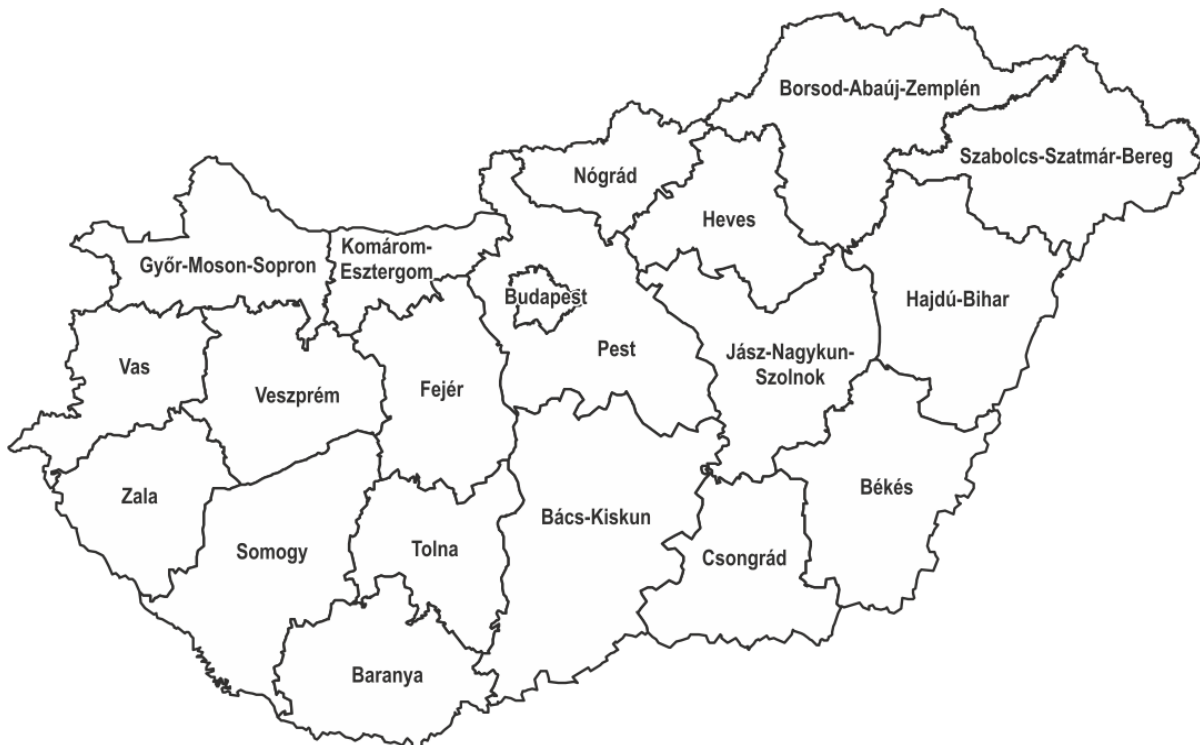 Borsod-Abaúj-Zemplén
Szabolcs-Szatmár-Bereg
Nógrád
Heves
Komárom-
Esztergom
Győr-Moson-Sopron
Budapest
Hajdú-Bihar
Pest
Jász-Nagykun-
Szolnok
Vas
Veszprém
Fejér
Zala
Békés
Bács-Kiskun
Somogy
Tolna
Csongrád
Baranya